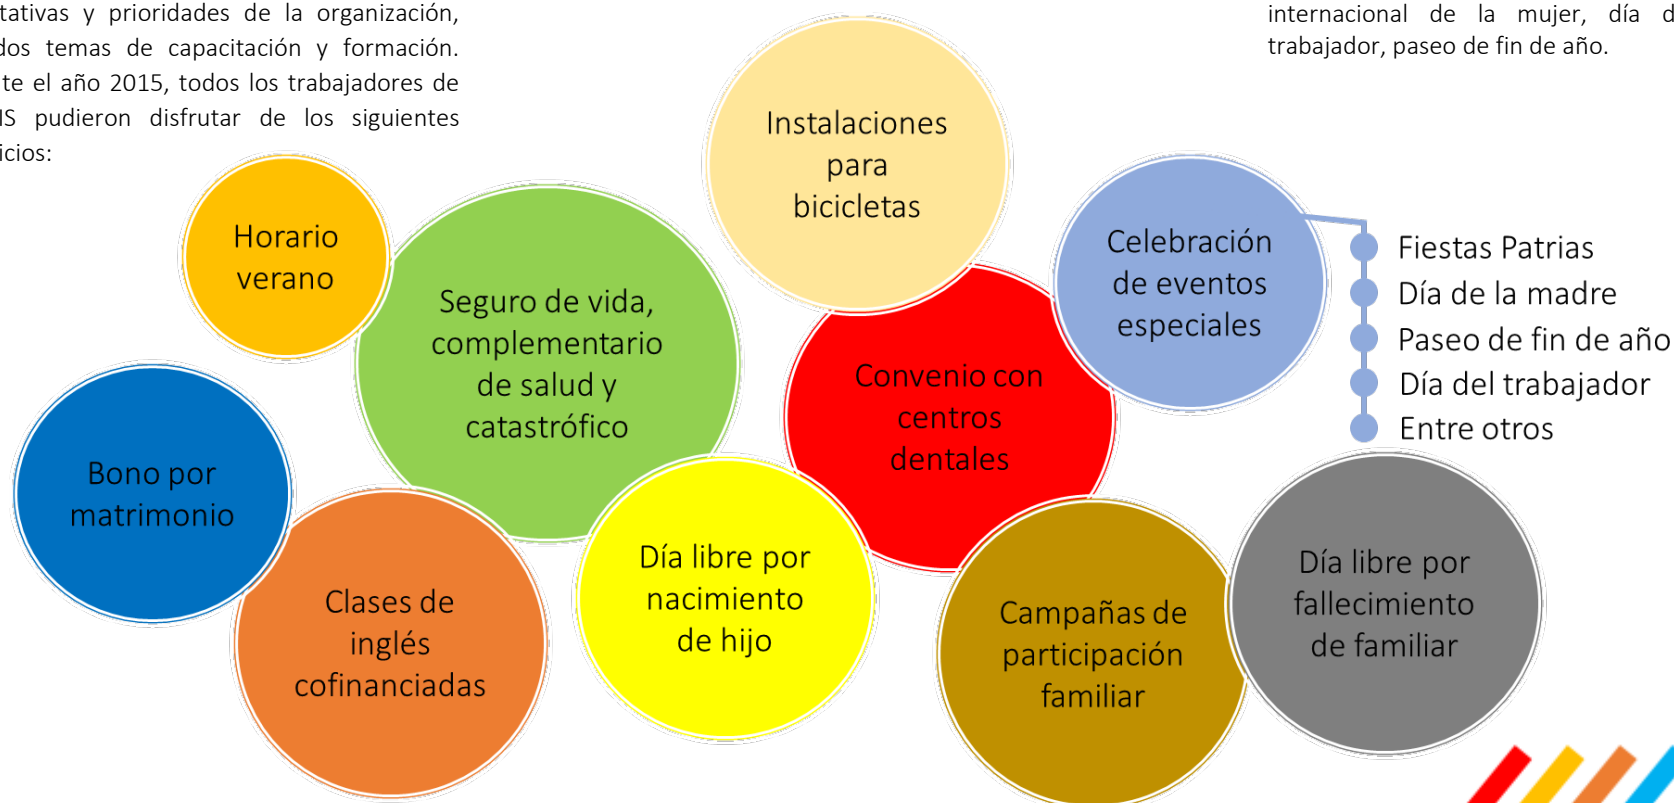 tativas y prioridades de la organización,
dos temas de capacitación y formación.
te el año 2015, todos los trabajadores de
pudieron disfrutar de los siguientes
icios:
internacional de la mujer, día d
trabajador, paseo de fin de año.
Instalaciones
para
bicicletas
Horario
verano
Seguro de vida,
complementario
de salud y
catastrófico
Celebración
de eventos
especiales
Fiestas Patrias
Día de la madre
Paseo de fin de año
Día del trabajador
Entre otros
Convenio con
centros
dentales
Bono por
matrimonio
Clases de
inglés
cofinanciadas
Día libre por
nacimiento
de hijo
Campañas de
participación
familiar
Día libre por
fallecimiento
de familiar